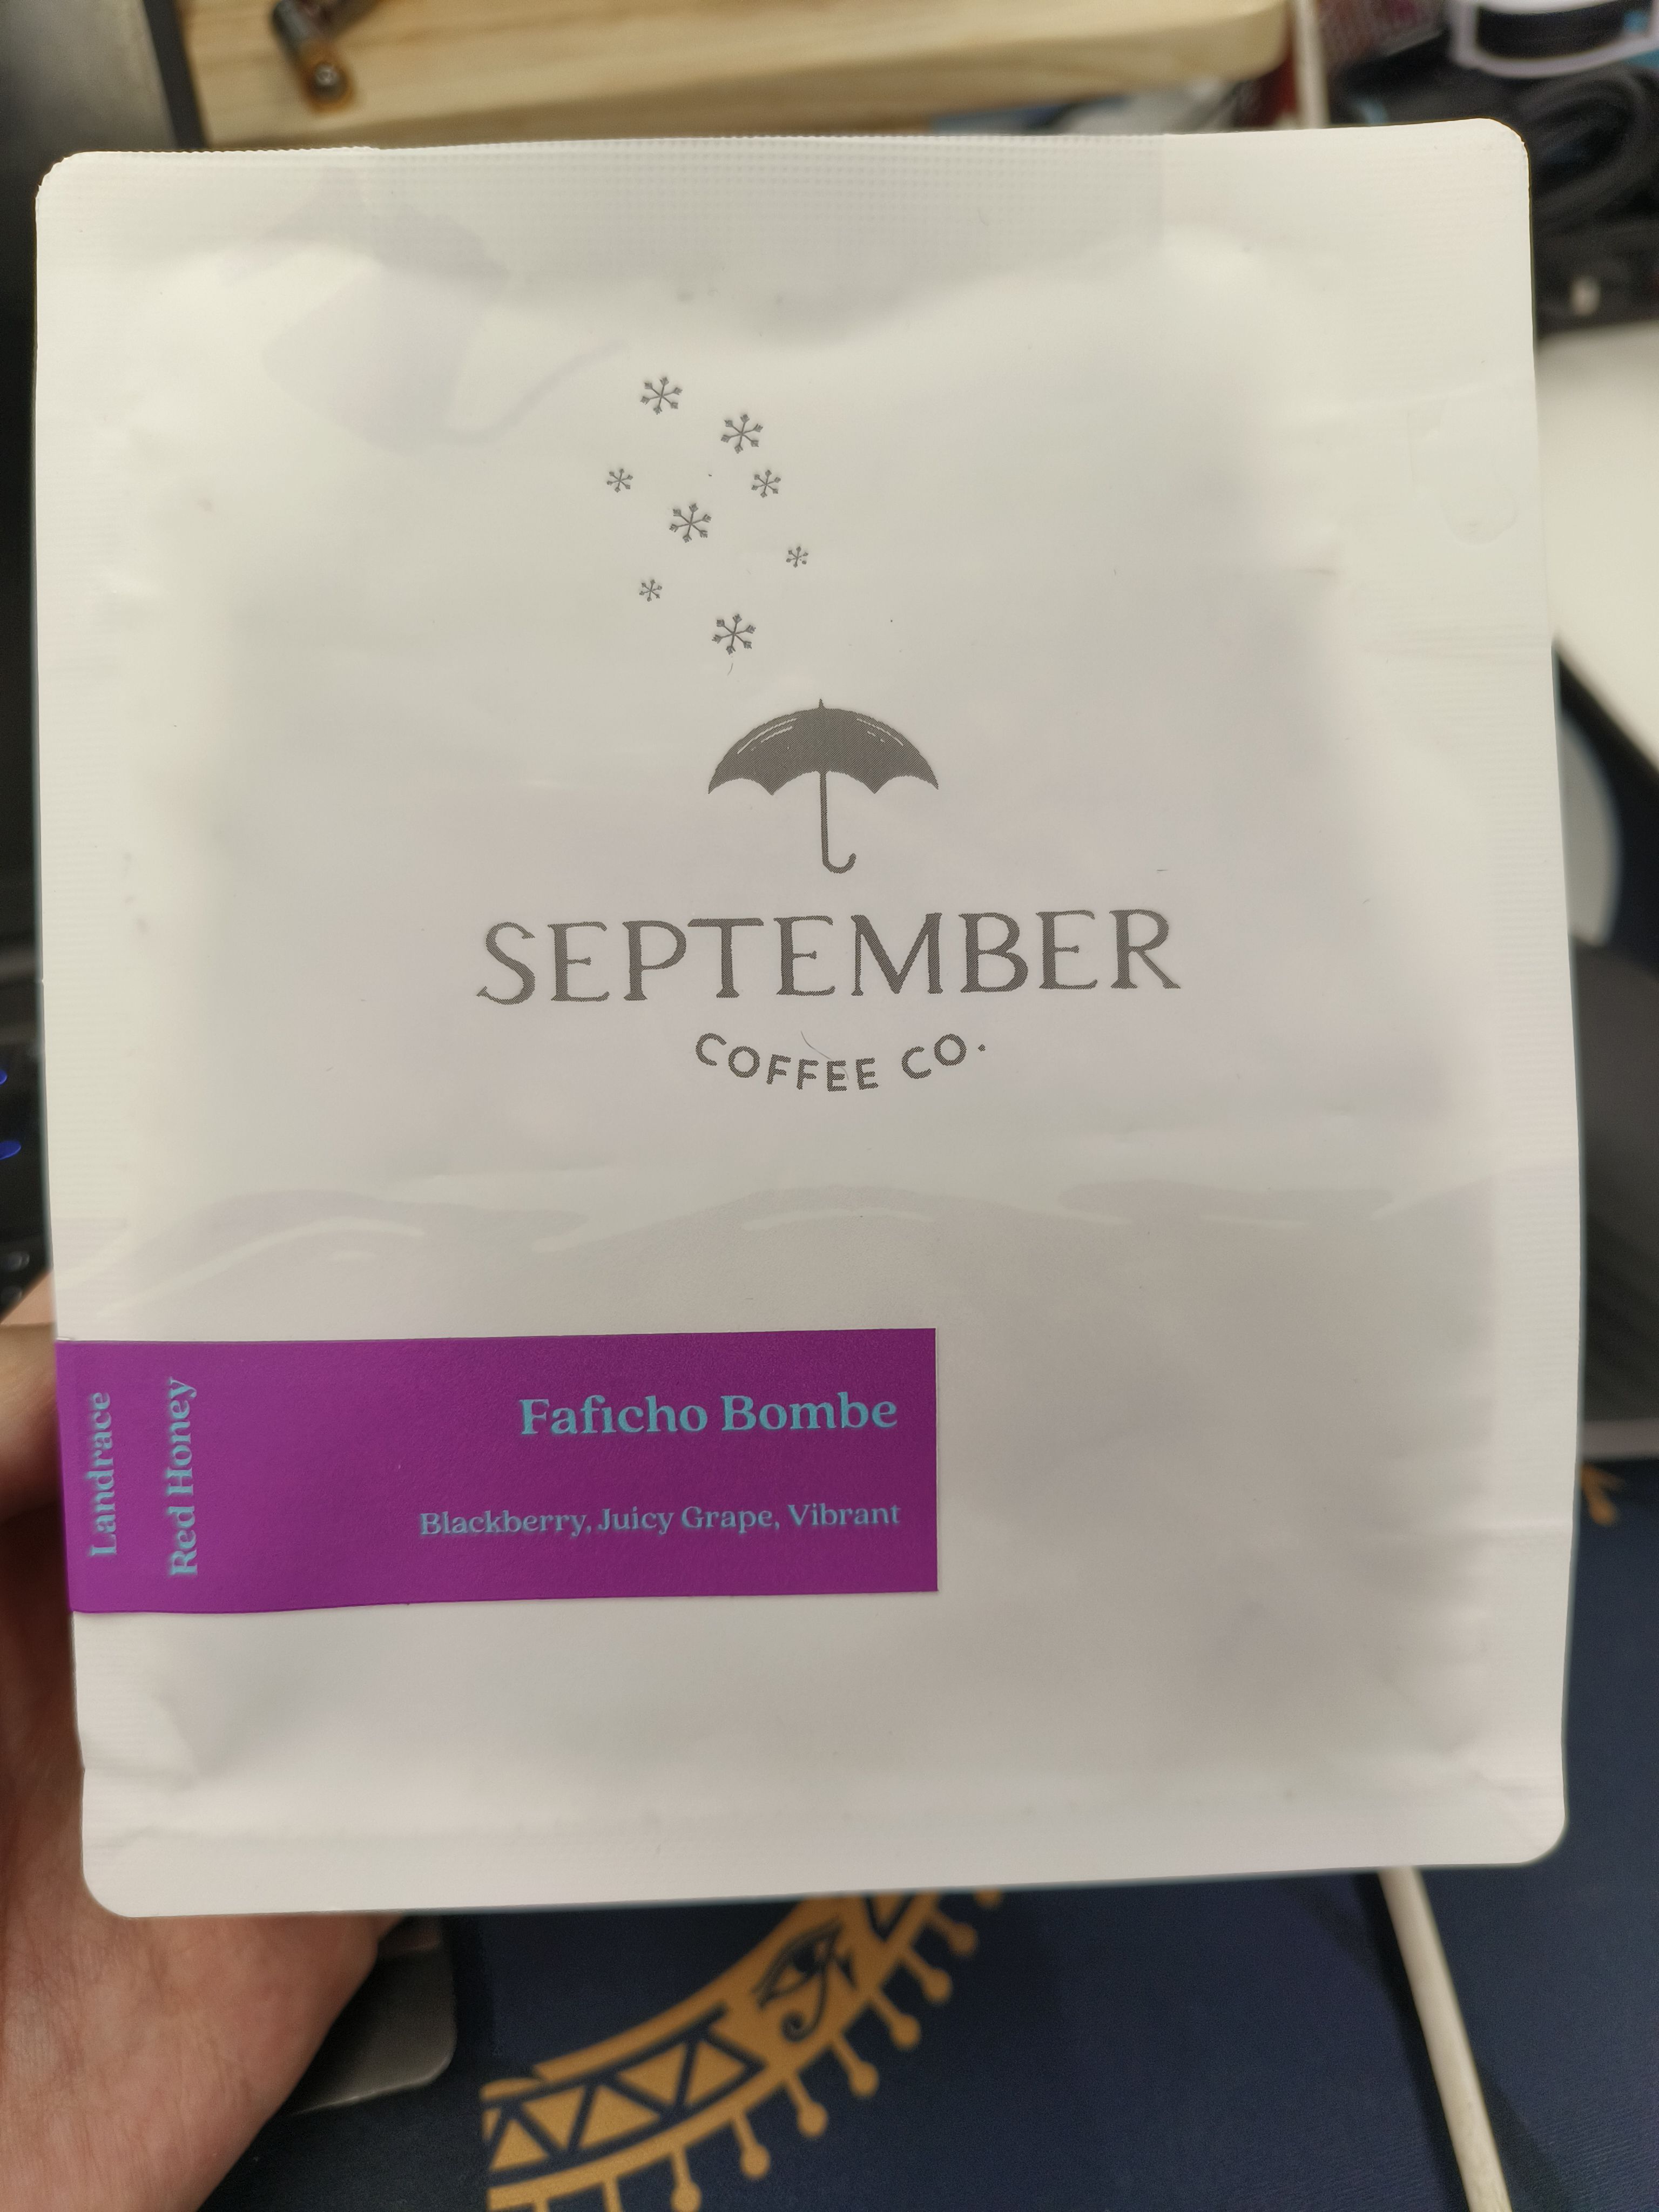 SEPTEMBER
COFFEE CO.
Landrace
Red Honey
Faficho Bombe
Blackberry, Juicy Grape, Vibrant